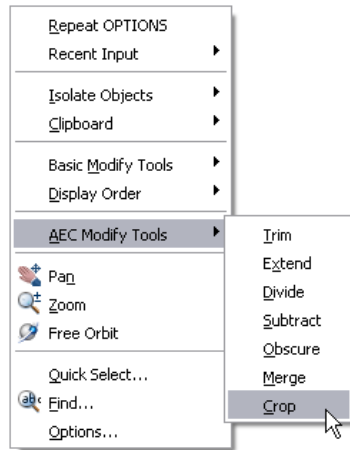 Repeat OPTIONS
Recent Input
Isolate Objects
Clipboard
Basic Modify Tools
Display Order
AEC Modify Tools
Pan
Zoom
Free Orbit
Quick Select...
abc Find...
Options...
Trim
Extend
Divide
Subtract
Obscure
Merge
Crop